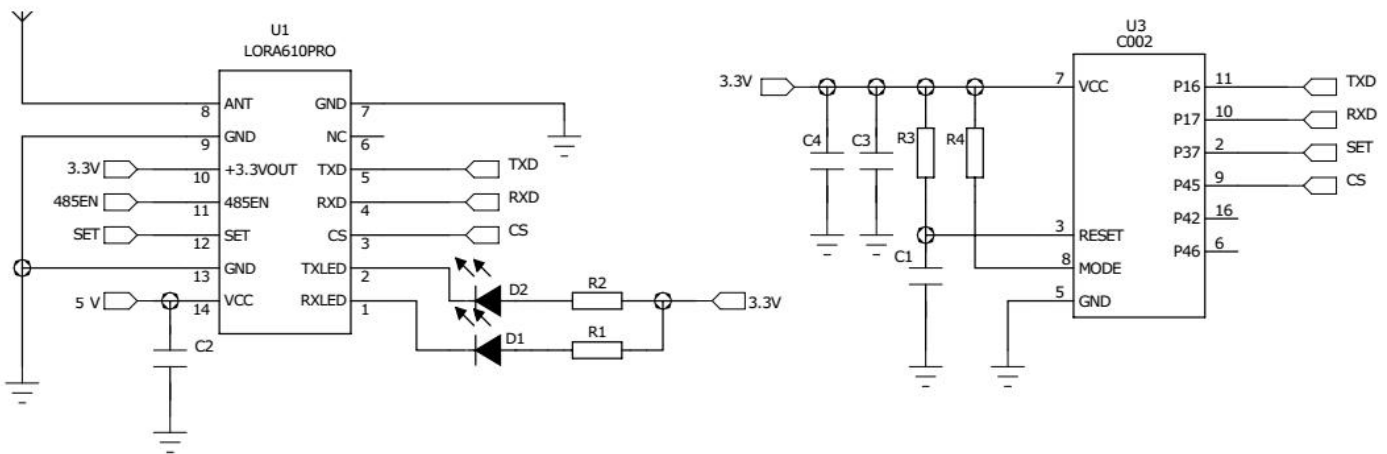 U1
LORA610PRO
8 ANT GND 7
9 GND NC 6
3.3V 10 +3.3VOUT TXD 5 TXD
485EN 11 485EN RXD 4 RXD
SET 12 SET CS 3 CS
13 GND TXLED 2
5 V 14 VCC RXLED 1
D2 R2 3.3V
D1 R1
C2
U3
C002
3.3V 7 VCC P16 11 TXD
P17 10 RXD
C4 C3 R3 R4 P37 2 SET
P45 9 CS
P42 16
3 RESET P46 6
C1 8 MODE
5 GND